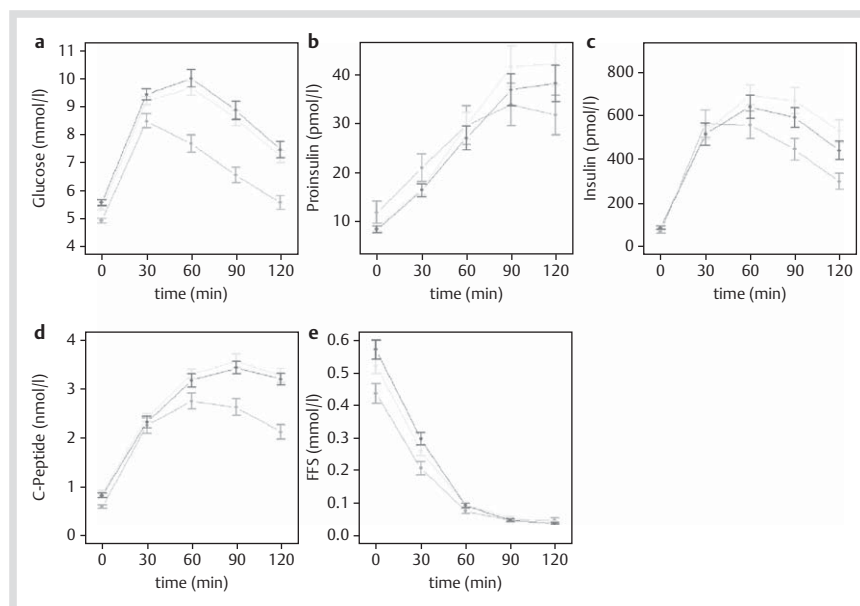 a
Glucose (mmol/l)
11
10
9
8
7
6
5
4
0 30 60 90 120
time (min)
b
Proinsulin (pmol/l)
40
30
20
10
0 30 60 90 120
time (min)
c
Insulin (pmol/l)
800
600
400
200
0
0 30 60 90 120
time (min)
d
C-Peptide (nmol/l)
4
3
2
1
0
0 30 60 90 120
time (min)
e
FFS (mmol/l)
0.6
0.5
0.4
0.3
0.2
0.1
0.0
0 30 60 90 120
time (min)